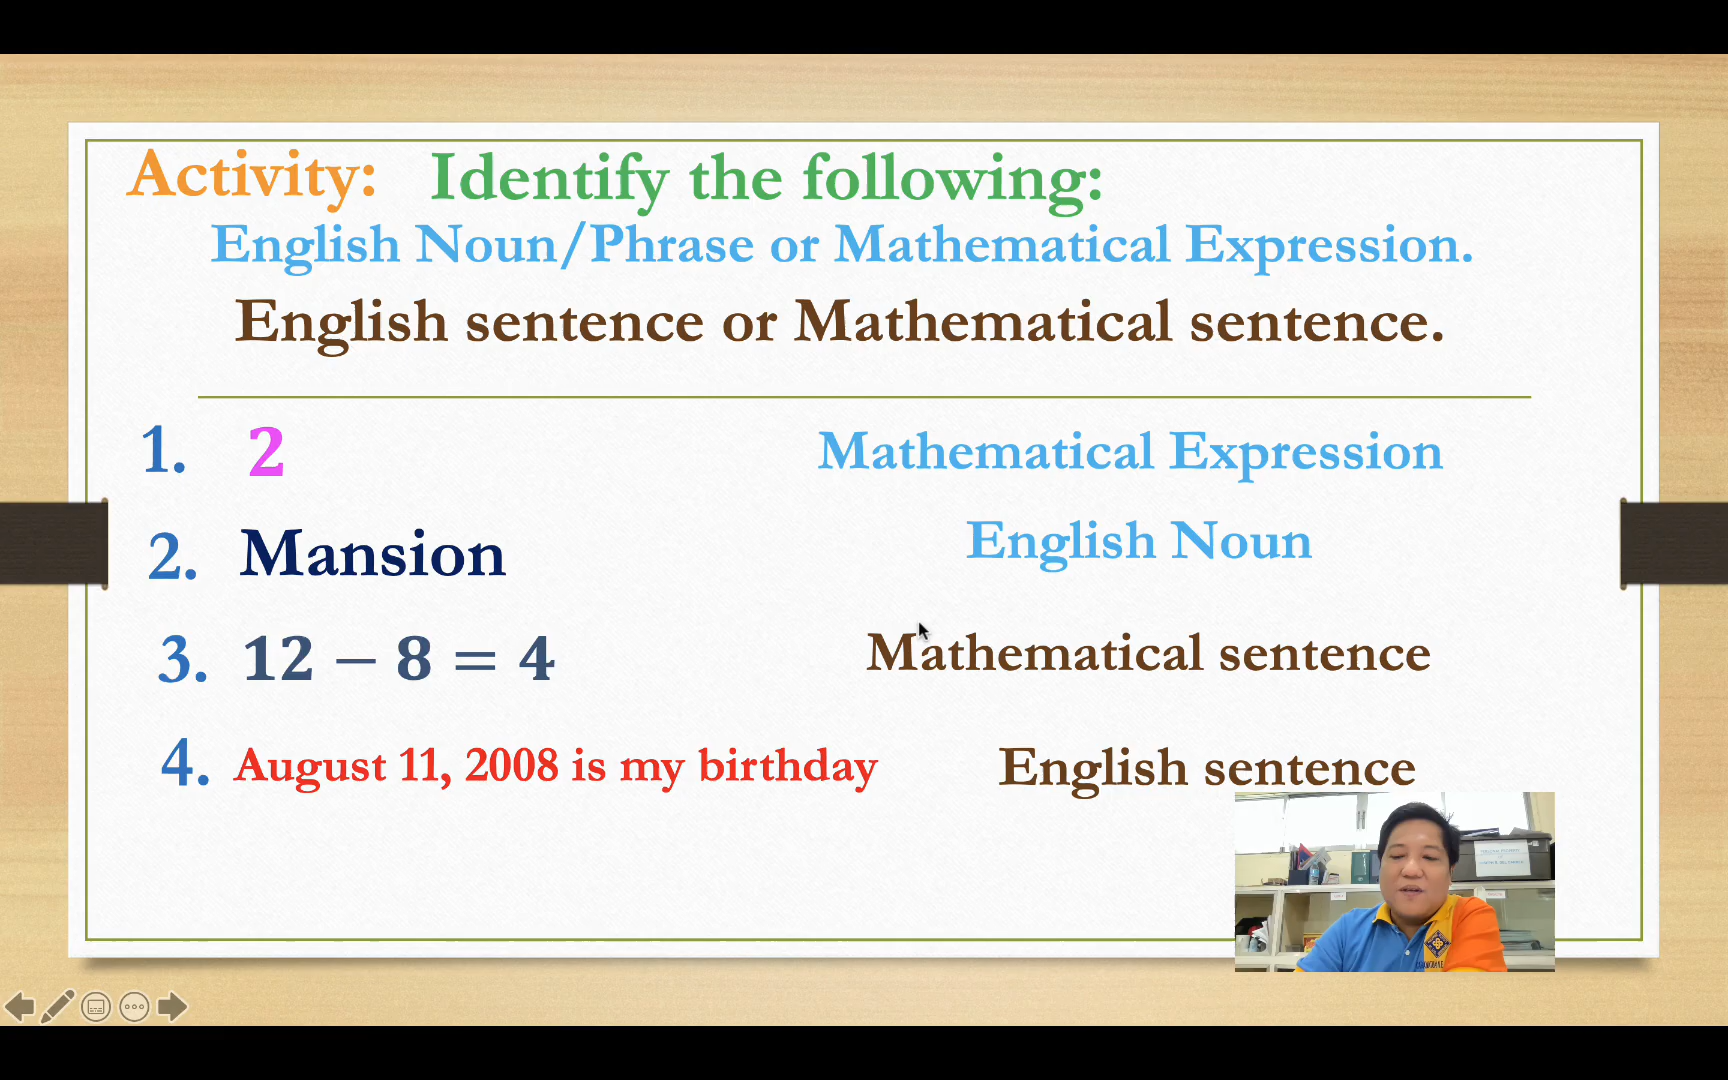 Activity: Identify the following:
English Noun/Phrase or Mathematical Expression.
English sentence or Mathematical sentence.
1. 2 Mathematical Expression
2. Mansion English Noun
3. 12 − 8 = 4 Mathematical sentence
4. August 11, 2008 is my birthday English sentence